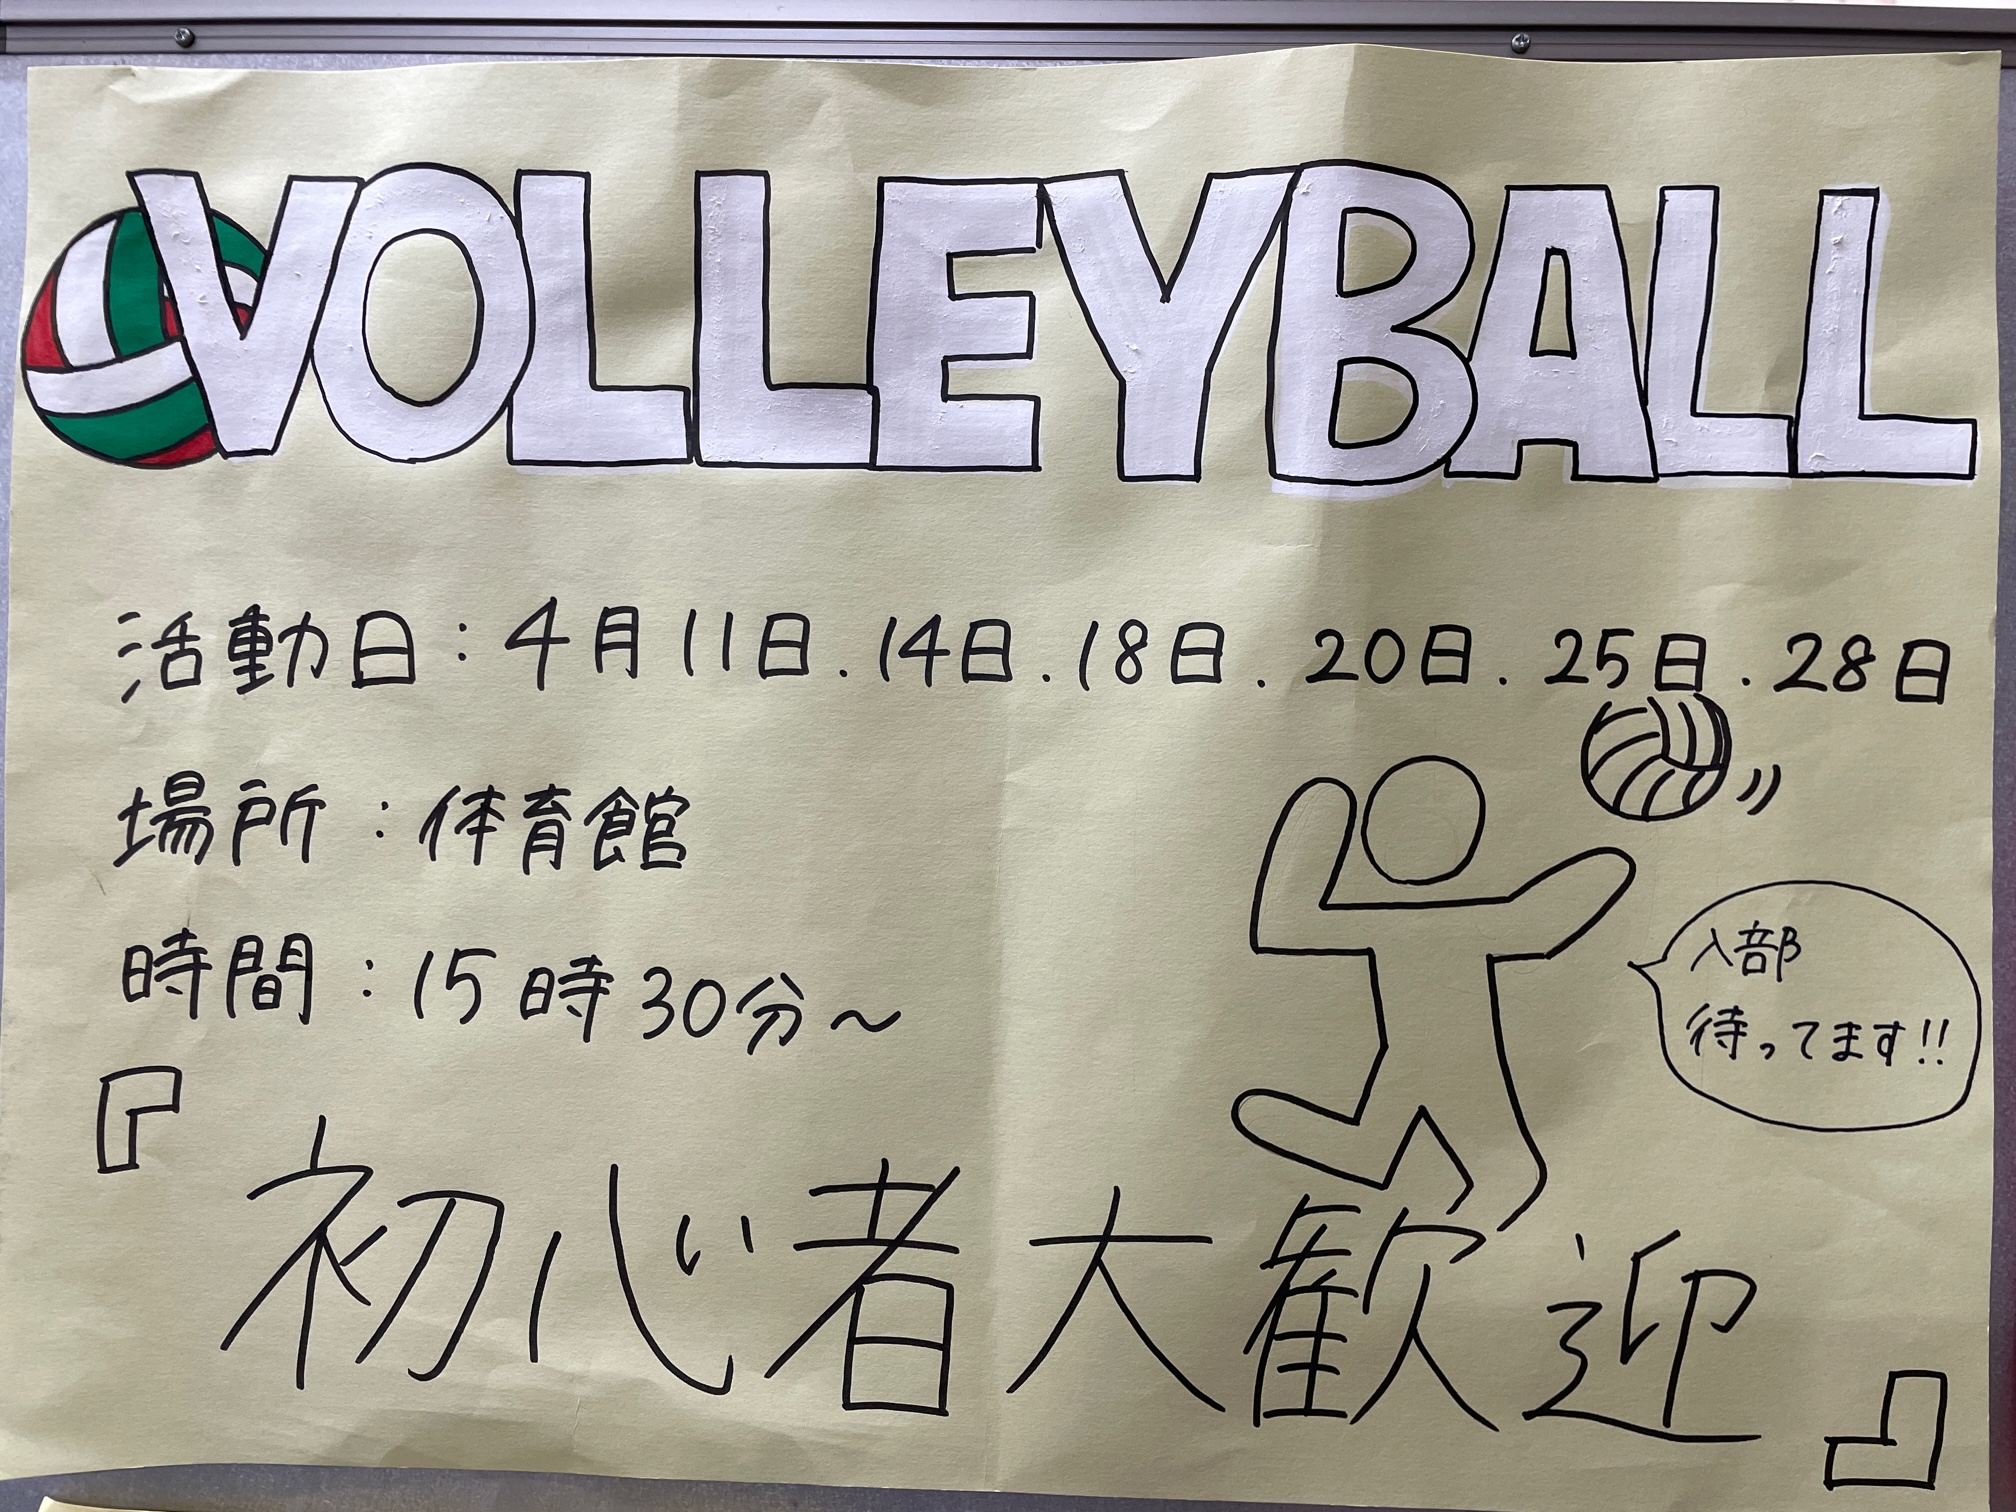 VOLLEYBALL
活動日：4月11日.14日.18日.20日.25日.28日
場所：体育館
時間：15時30分～
入部
待ってます!!
『初心者大歓迎』